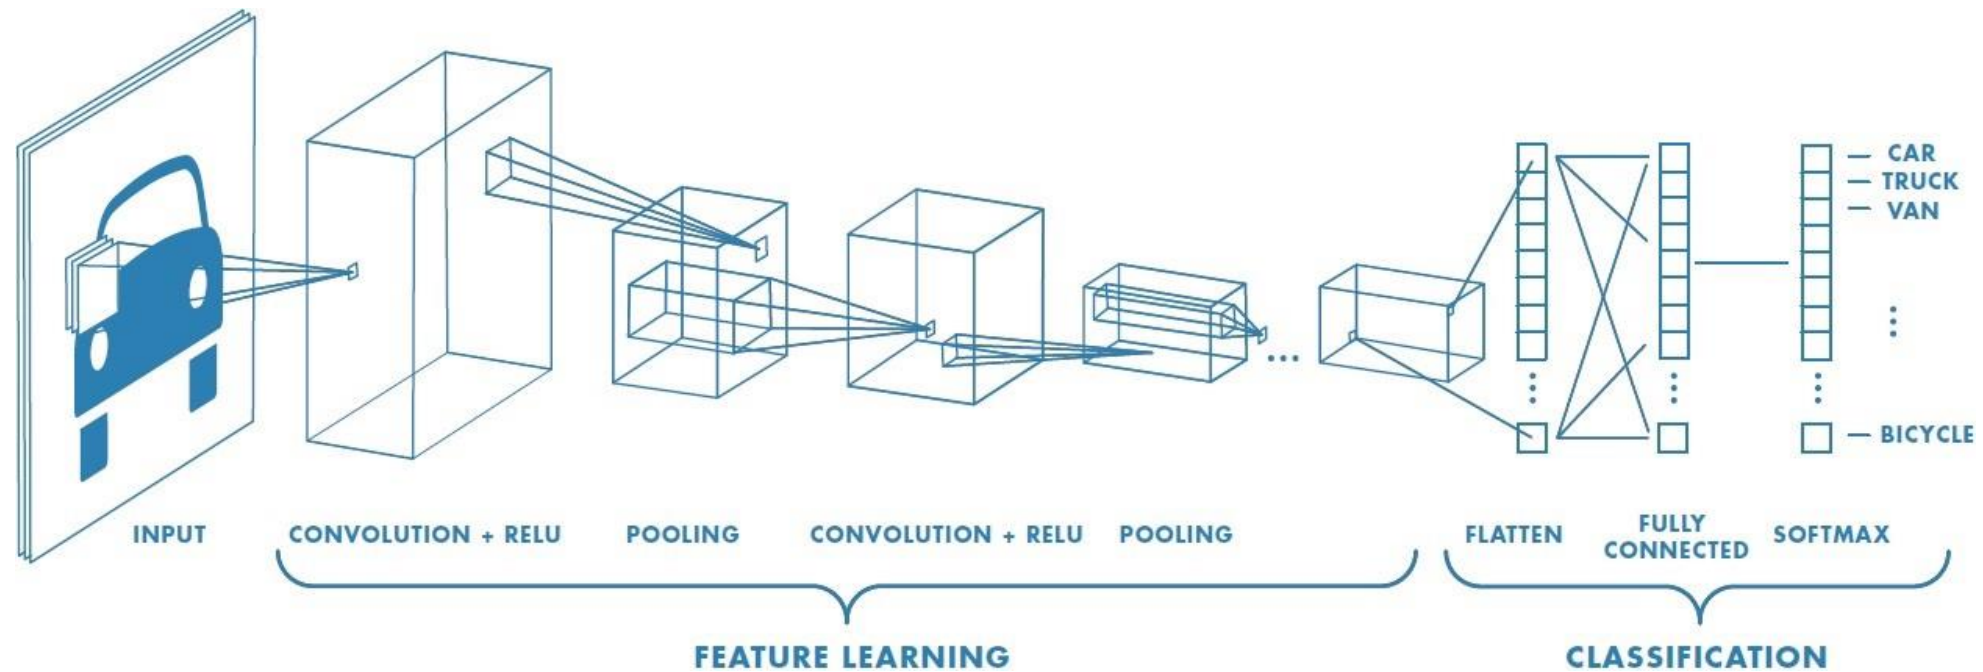 CAR
TRUCK
VAN
BICYCLE
INPUT
CONVOLUTION + RELU
POOLING
CONVOLUTION + RELU
POOLING
FLATTEN
FULLY
CONNECTED
SOFTMAX
FEATURE LEARNING
CLASSIFICATION